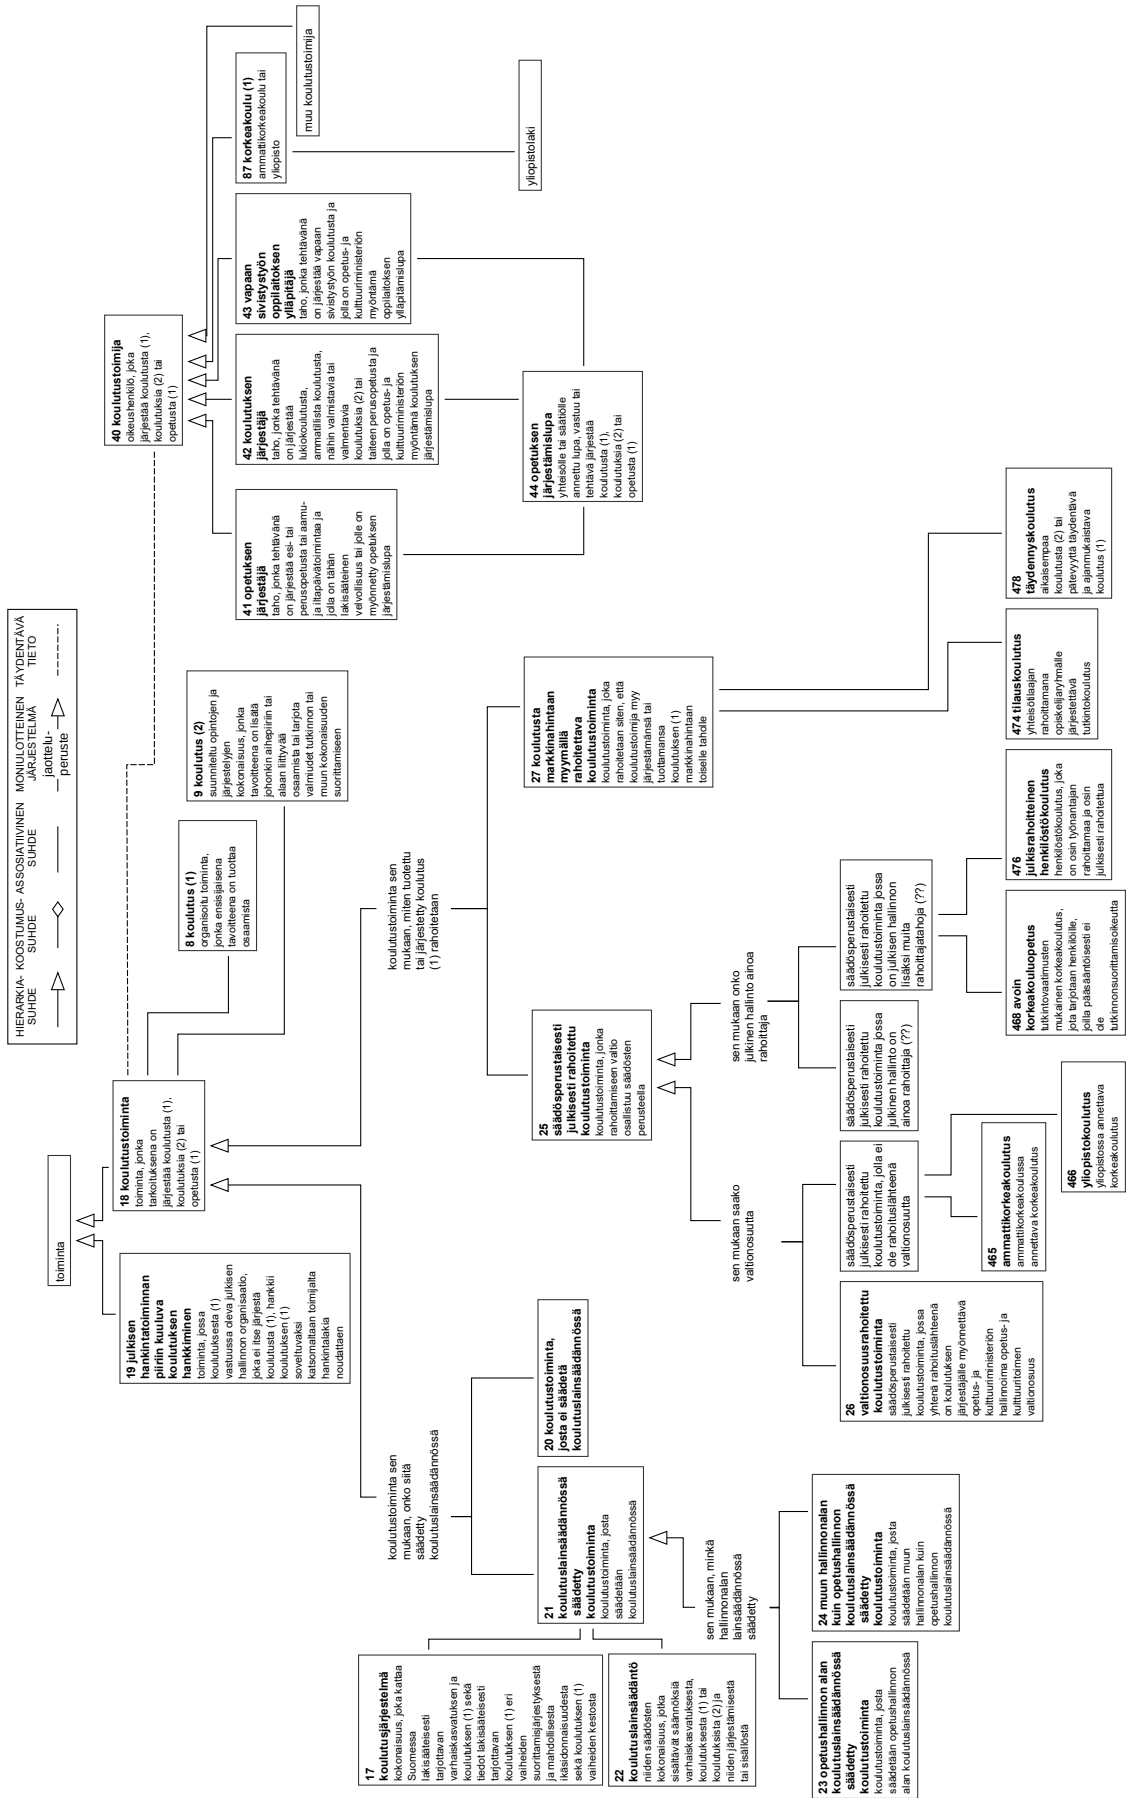 HIERARKIA-
SUHDE
KOOSTUMUS-
SUHDE
ASSOSIATIIVINEN
SUHDE
MONIULOTTEINEN
JÄRJESTELMÄ
jaottelu-
peruste
TÄYDENTÄVÄ
TIETO
toiminta
19 julkisen
hankintatoiminnan
piiriin kuuluva
koulutuksen
hankkiminen
toiminta, jossa
koulutuksesta (1)
vastuussa oleva julkisen
hallinnon organisaatio,
joka ei itse järjestä
koulutusta (1), hankkii
koulutuksen (1)
soveltuvaksi
katsomaltaan toimijalta
hankintalakia
noudattaen
18 koulutustoiminta
toiminta, jonka
tarkoituksena on
järjestää koulutusta (1),
koulutuksia (2) tai
opetusta (1)
40 koulutustoimija
oikeushenkilö, joka
järjestää koulutusta (1),
koulutuksia (2) tai
opetusta (1)
8 koulutus (1)
organisoitu toiminta,
jonka ensisijaisena
tavoitteena on tuottaa
osaamista
9 koulutus (2)
suunniteltu opintojen ja
järjestelyjen
kokonaisuus, jonka
tavoitteena on lisätä
johonkin aihepiiriin tai
alaan liittyvää
osaamista tai tarjota
valmiudet tutkinnon tai
muun kokonaisuuden
suorittamiseen
41 opetuksen
järjestäjä
taho, jonka tehtävänä
on järjestää esi- tai
perusopetusta tai aamu-
ja iltapäivätoimintaa ja
jolla on tähän
lakisääteinen
velvollisuus tai jolle on
myönnetty opetuksen
järjestämislupa
42 koulutuksen
järjestäjä
taho, jonka tehtävänä
on järjestää
lukiokoulutusta,
ammatillista koulutusta,
näihin valmistavia tai
valmentavia
koulutuksia (2) tai
taiteen perusopetusta ja
jolla on opetus- ja
kulttuuriministeriön
myöntämä koulutuksen
järjestämislupa
43 vapaan
sivistystyön
oppilaitoksen
ylläpitäjä
taho, jonka tehtävänä
on järjestää vapaan
sivistystyön koulutusta ja
jolla on opetus- ja
kulttuuriministeriön
myöntämä
oppilaitoksen
ylläpitämislupa
87 korkeakoulu (1)
ammattikorkeakoulu tai
yliopisto
muu koulutustoimija
yliopistolaki
44 opetuksen
järjestämislupa
yhteisölle tai säätiölle
annettu lupa, vastuu tai
tehtävä järjestää
koulutusta (1),
koulutuksia (2) tai
opetusta (1)
koulutustoiminta sen
mukaan, onko siitä
säädetty
koulutuslainsäädännössä
koulutustoiminta sen
mukaan, miten tuotettu
tai järjestetty koulutus
(1) rahoitetaan
17
koulutusjärjestelmä
kokonaisuus, joka kattaa
Suomessa
lakisääteisesti
tarjottavan
varhaiskasvatuksen ja
koulutuksen (1) sekä
tiedot lakisääteisesti
tarjottavan
koulutuksen (1) eri
vaiheiden
suorittamisjärjestyksestä
ja mahdollisesta
ikäsidonnaisuudesta
sekä koulutuksen (1)
vaiheiden kestosta
21
koulutuslainsäädännössä
säädetty
koulutustoiminta
koulutustoiminta, josta
säädetään
koulutuslainsäädännössä
20 koulutustoiminta,
josta ei säädetä
koulutuslainsäädännössä
22
koulutuslainsäädäntö
niiden säädösten
kokonaisuus, jotka
sisältävät säännöksiä
varhaiskasvatuksesta,
koulutuksesta (1) tai
koulutuksista (2) ja
niiden järjestämisestä
tai sisällöstä
sen mukaan, minkä
hallinnonalan
lainsäädännössä
säädetty
23 opetushallinnon alan
koulutuslainsäädännössä
säädetty
koulutustoiminta
koulutustoiminta, josta
säädetään opetushallinnon
alan koulutuslainsäädännössä
24 muun hallinnonalan
kuin opetushallinnon
koulutuslainsäädännössä
säädetty
koulutustoiminta
koulutustoiminta, josta
säädetään muun
hallinnonalan kuin
opetushallinnon
koulutuslainsäädännössä
25
säädösperustaisesti
julkisesti rahoitettu
koulutustoiminta
koulutustoiminta, jonka
rahoittamiseen valtio
osallistuu säädösten
perusteella
27 koulutusta
markinahintaan
myymällä
rahoitettava
koulutustoiminta
koulutustoiminta, joka
rahoitetaan siten, että
koulutustoimija myy
järjestämänsä tai
tuottamansa
koulutuksen (1)
markkinahintaan
toiselle taholle
sen mukaan saako
valtionosuutta
sen mukaan onko
julkinen hallinto ainoa
rahoittaja
26
valtionosuusrahoitettu
koulutustoiminta
säädösperustaisesti
julkisesti rahoitettu
koulutustoiminta, jossa
yhtenä rahoituslähteenä
on koulutuksen
järjestäjälle myönnettävä
opetus- ja
kulttuuriministeriön
hallinnoima opetus- ja
kulttuuritoimen
valtionosuus
säädösperustaisesti
julkisesti rahoitettu
koulutustoiminta, jolla ei
ole rahoituslähteenä
valtionosuutta
säädösperustaisesti
julkisesti rahoitettu
koulutustoiminta jossa
julkinen hallinto on
ainoa rahoittaja (??)
säädösperustaisesti
julkisesti rahoitettu
koulutustoiminta jossa
on julkisen hallinnon
lisäksi muita
rahoittajatahoja (??)
465
ammattikorkeakoulutus
ammattikorkeakoulussa
annettava korkeakoulutus
466
yliopistokoulutus
yliopistossa annettava
korkeakoulutus
468 avoin
korkeakouluopetus
tutkintovaatimusten
mukainen korkeakoulutus,
jota tarjotaan henkilöille,
joilla pääsääntöisesti ei
ole
tutkinnonsuorittamisoikeutta
476
julkisrahoitteinen
henkilöstökoulutus
henkilöstökoulutus, joka
on osin työnantajan
rahoittamaa ja osin
julkisesti rahoitettua
474 tilauskoulutus
yhteisötilaajan
rahoittamana
opiskelijaryhmälle
järjestettävä
tutkintokoulutus
478
täydennyskoulutus
aikaisempaa
koulutusta (2) tai
pätevyyttä täydentävä
ja ajanmukaistava
koulutus (1)